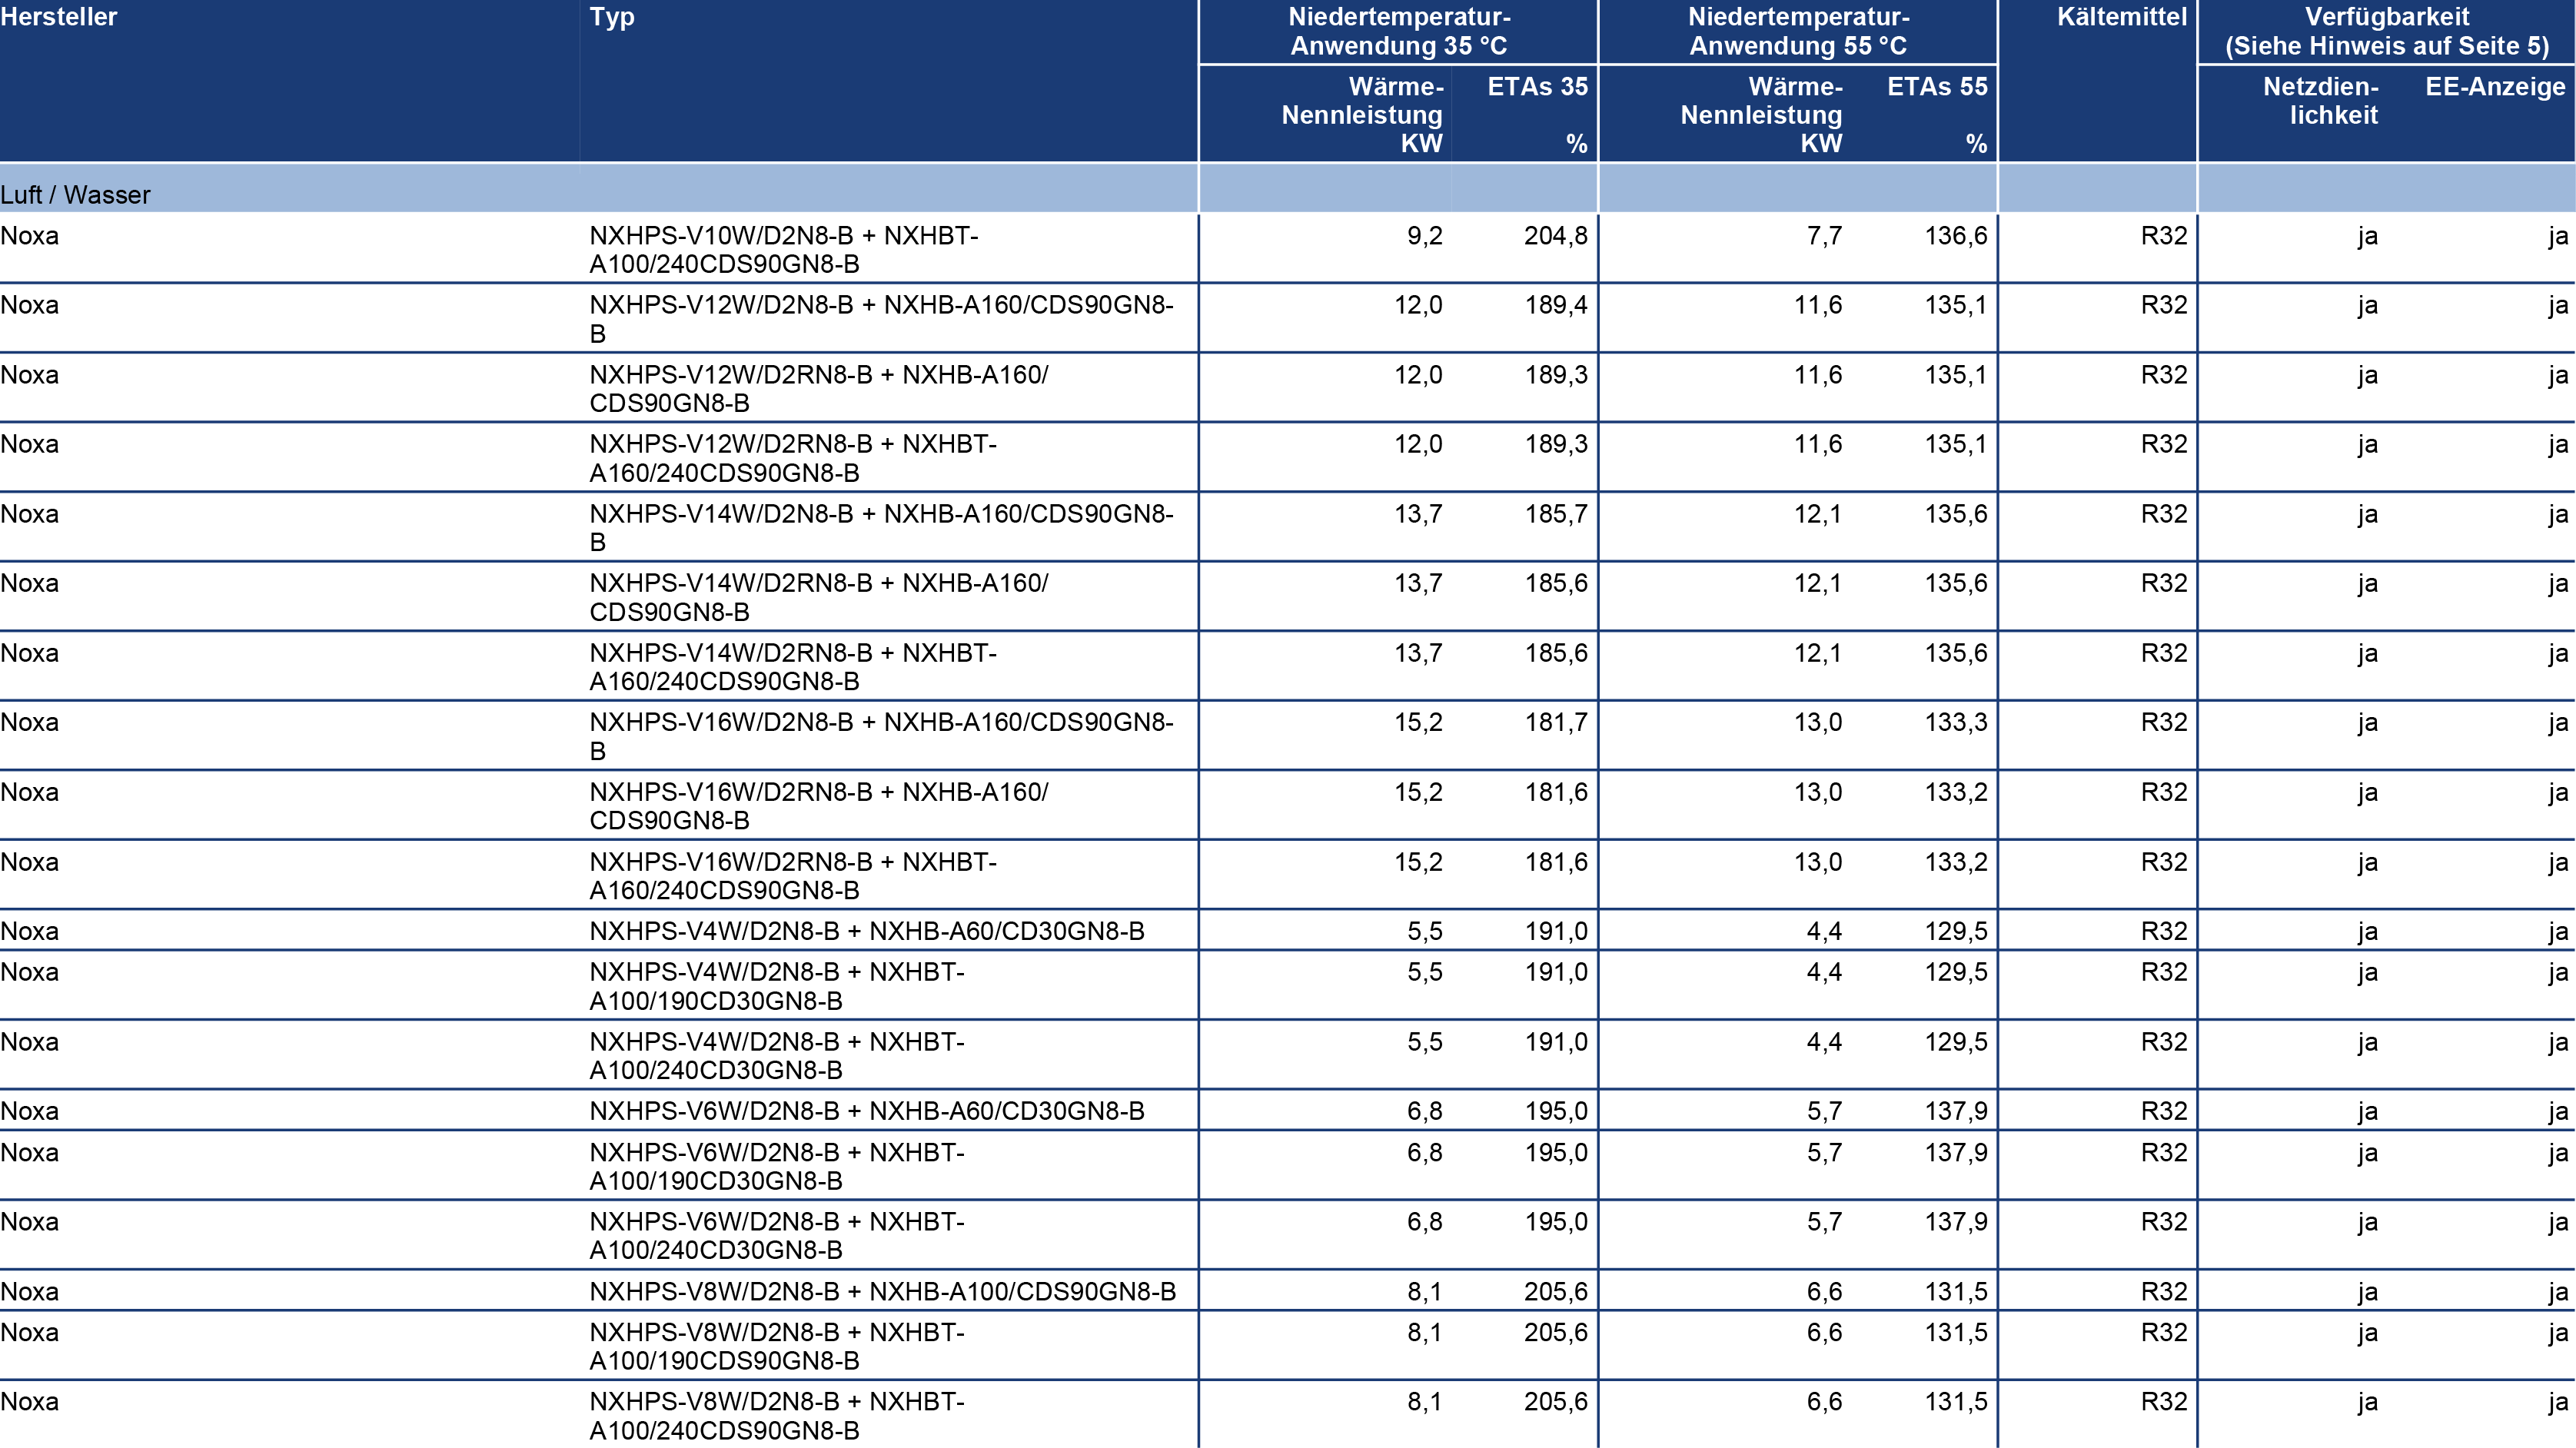 Hersteller Typ Niedertemperatur- Niedertemperatur- Kältemittel Verfügbarkeit
Anwendung 35 °C Anwendung 55 °C (Siehe Hinweis auf Seite 5)
Wärme- ETAs 35 Wärme- ETAs 55 Netzdien- EE-Anzeige
Nennleistung Nennleistung lichkeit
KW % KW %
Luft / Wasser
Noxa NXHPS-V10W/D2N8-B + NXHBT- 9,2 204,8 7,7 136,6 R32 ja ja
A100/240CDS90GN8-B
Noxa NXHPS-V12W/D2N8-B + NXHB-A160/CDS90GN8- 12,0 189,4 11,6 135,1 R32 ja ja
B
Noxa NXHPS-V12W/D2RN8-B + NXHB-A160/ 12,0 189,3 11,6 135,1 R32 ja ja
CDS90GN8-B
Noxa NXHPS-V12W/D2RN8-B + NXHBT- 12,0 189,3 11,6 135,1 R32 ja ja
A160/240CDS90GN8-B
Noxa NXHPS-V14W/D2N8-B + NXHB-A160/CDS90GN8- 13,7 185,7 12,1 135,6 R32 ja ja
B
Noxa NXHPS-V14W/D2RN8-B + NXHB-A160/ 13,7 185,6 12,1 135,6 R32 ja ja
CDS90GN8-B
Noxa NXHPS-V14W/D2RN8-B + NXHBT- 13,7 185,6 12,1 135,6 R32 ja ja
A160/240CDS90GN8-B
Noxa NXHPS-V16W/D2N8-B + NXHB-A160/CDS90GN8- 15,2 181,7 13,0 133,3 R32 ja ja
B
Noxa NXHPS-V16W/D2RN8-B + NXHB-A160/ 15,2 181,6 13,0 133,2 R32 ja ja
CDS90GN8-B
Noxa NXHPS-V16W/D2RN8-B + NXHBT- 15,2 181,6 13,0 133,2 R32 ja ja
A160/240CDS90GN8-B
Noxa NXHPS-V4W/D2N8-B + NXHB-A60/CD30GN8-B 5,5 191,0 4,4 129,5 R32 ja ja
Noxa NXHPS-V4W/D2N8-B + NXHBT- 5,5 191,0 4,4 129,5 R32 ja ja
A100/190CD30GN8-B
Noxa NXHPS-V4W/D2N8-B + NXHBT- 5,5 191,0 4,4 129,5 R32 ja ja
A100/240CD30GN8-B
Noxa NXHPS-V6W/D2N8-B + NXHB-A60/CD30GN8-B 6,8 195,0 5,7 137,9 R32 ja ja
Noxa NXHPS-V6W/D2N8-B + NXHBT- 6,8 195,0 5,7 137,9 R32 ja ja
A100/190CD30GN8-B
Noxa NXHPS-V6W/D2N8-B + NXHBT- 6,8 195,0 5,7 137,9 R32 ja ja
A100/240CD30GN8-B
Noxa NXHPS-V8W/D2N8-B + NXHB-A100/CDS90GN8-B 8,1 205,6 6,6 131,5 R32 ja ja
Noxa NXHPS-V8W/D2N8-B + NXHBT- 8,1 205,6 6,6 131,5 R32 ja ja
A100/190CDS90GN8-B
Noxa NXHPS-V8W/D2N8-B + NXHBT- 8,1 205,6 6,6 131,5 R32 ja ja
A100/240CDS90GN8-B